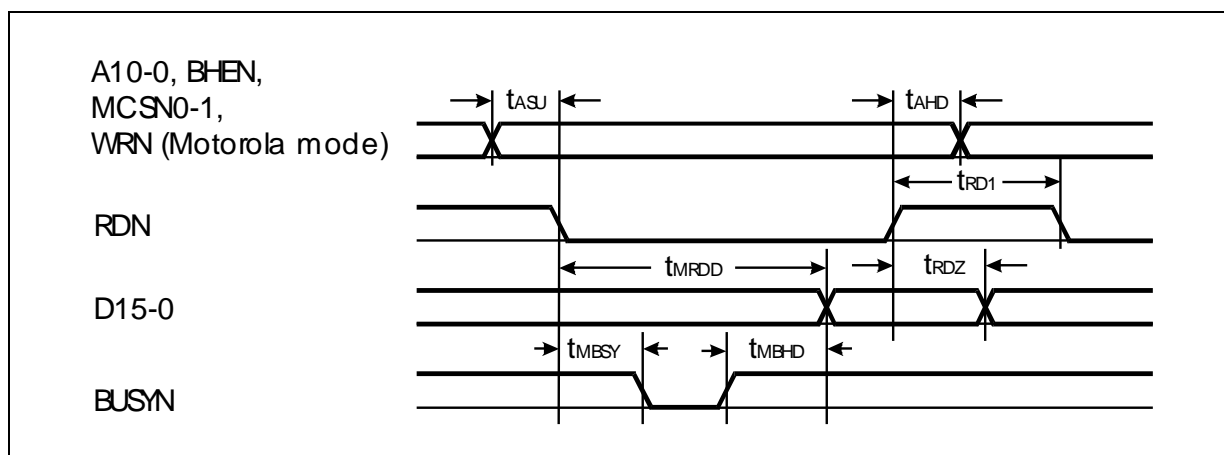 A10-0, BHEN,
MCSN0-1,
WRN (Motorola mode)
tASU
tAHD
tRD1
RDN
tMRDD
tRDZ
D15-0
tMBSY
tMBHD
BUSYN